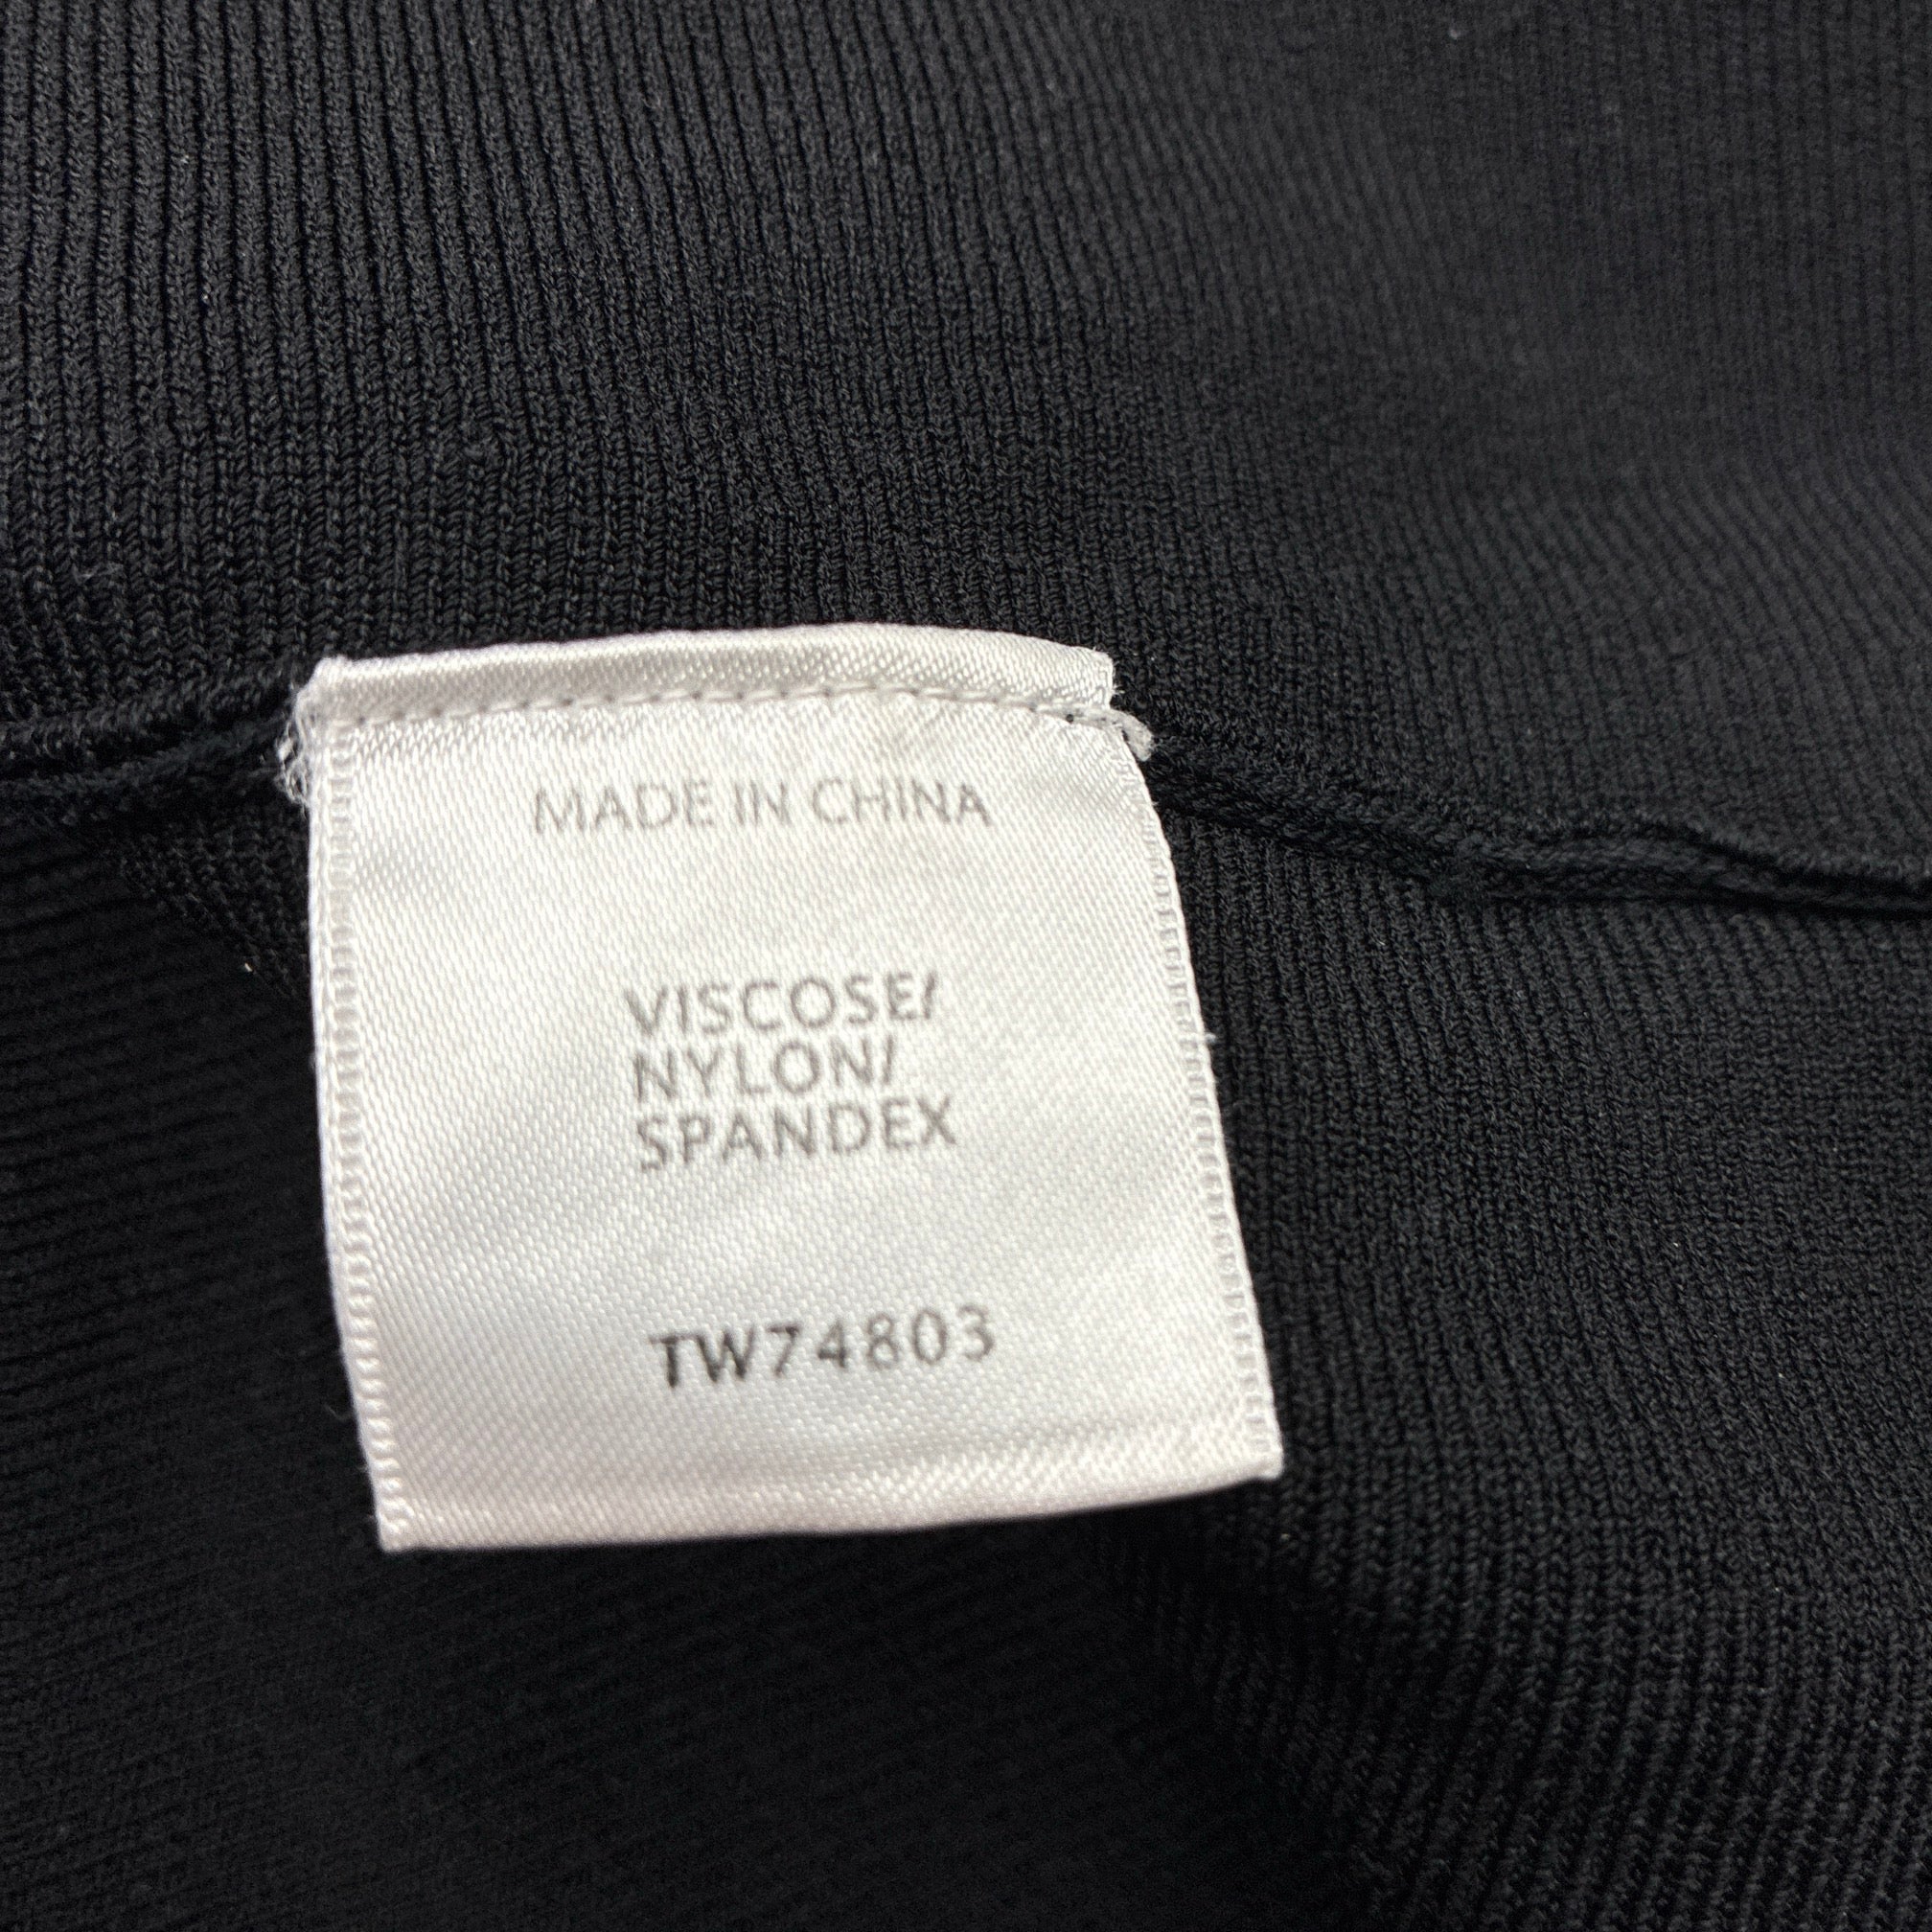 MADE IN CHINA
VISCOSE/
NYLON/
SPANDEX
TW74803